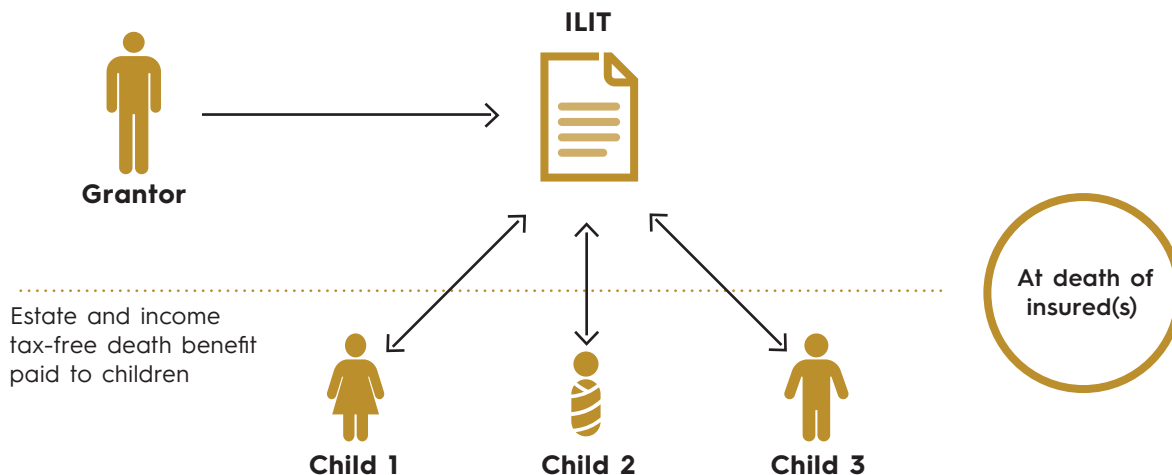 ILIT
Grantor
At death of
insured(s)
Estate and income
tax-free death benefit
paid to children
Child 1
Child 2
Child 3